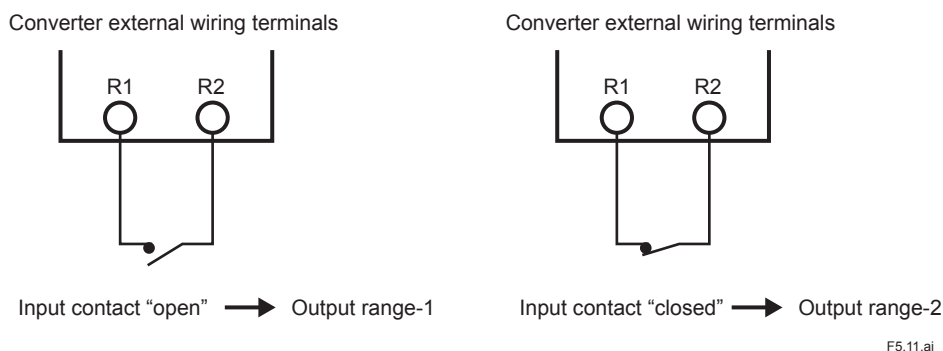 Converter external wiring terminals
R1 R2
Input contact “open” Output range-1
Converter external wiring terminals
R1 R2
Input contact “closed” Output range-2
F5.11.ai